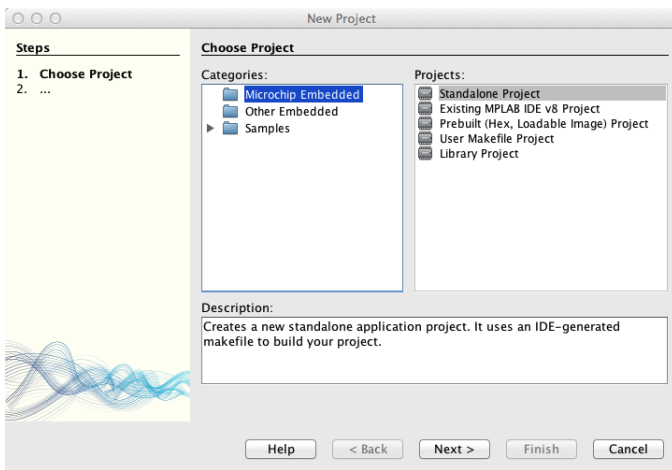 New Project
Steps
1. Choose Project
2. ...
Choose Project
Categories:
Microchip Embedded
Other Embedded
Samples
Projects:
Standalone Project
Existing MPLAB IDE v8 Project
Prebuilt (Hex, Loadable Image) Project
User Makefile Project
Library Project
Description:
Creates a new standalone application project. It uses an IDE-generated
makefile to build your project.
Help
< Back
Next >
Finish
Cancel